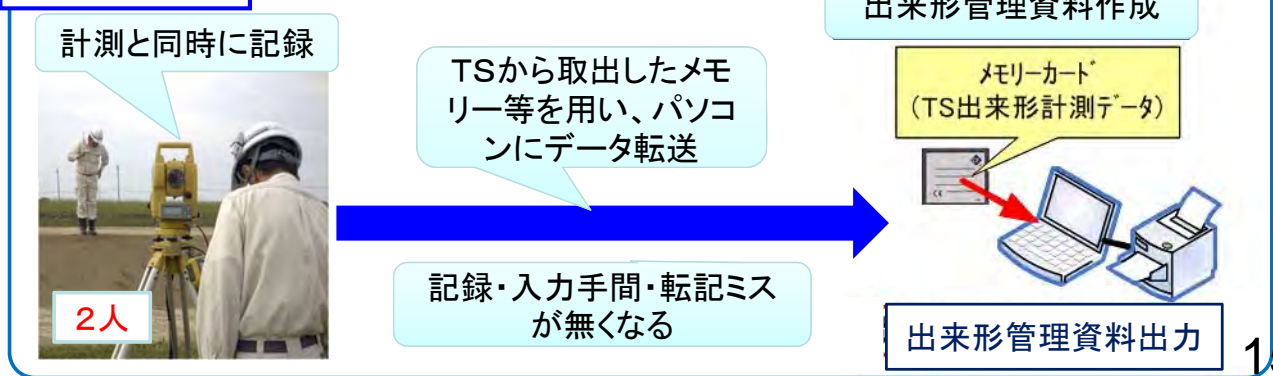 出来形管理資料作成
計測と同時に記録
TSから取出したメモ
リー等を用い、パソコ
ンにデータ転送
メモリーカード
(TS出来形計測データ)
2人
記録・入力手間・転記ミス
が無くなる
出来形管理資料出力